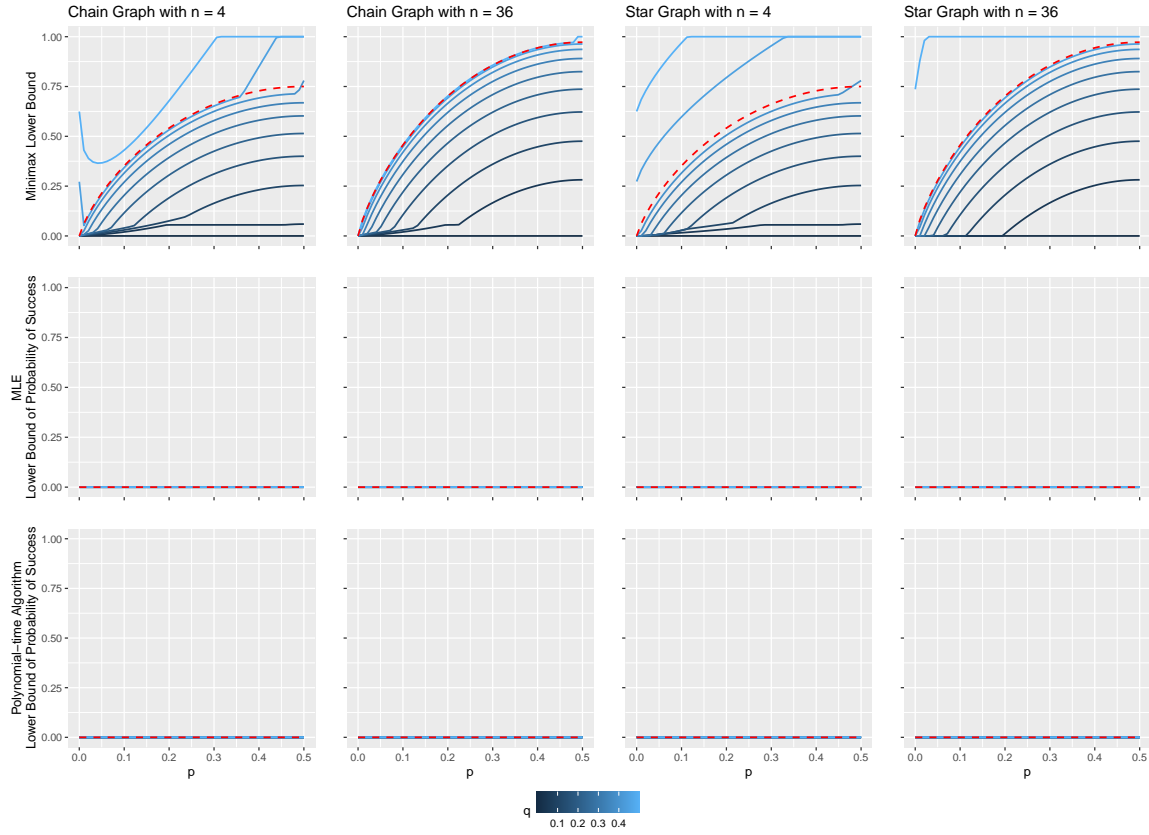 Chain Graph with n = 4
Chain Graph with n = 36
Star Graph with n = 4
Star Graph with n = 36
Minimax Lower Bound
1.00
0.75
0.50
0.25
0.00
MLE
Lower Bound of Probability of Success
1.00
0.75
0.50
0.25
0.00
Polynomial−time Algorithm
Lower Bound of Probability of Success
1.00
0.75
0.50
0.25
0.00
0.0 0.1 0.2 0.3 0.4 0.5
0.0 0.1 0.2 0.3 0.4 0.5
0.0 0.1 0.2 0.3 0.4 0.5
0.0 0.1 0.2 0.3 0.4 0.5
p
p
p
p
q
0.1 0.2 0.3 0.4